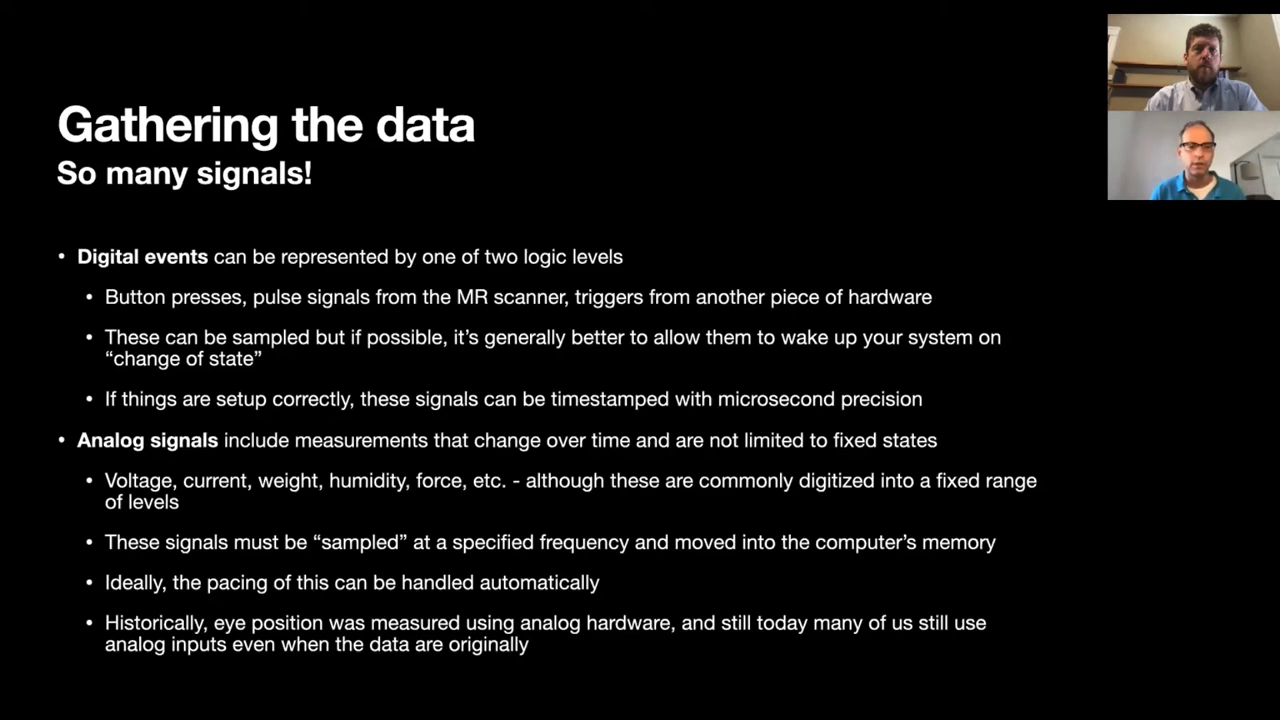 Gathering the data
So many signals!
• Digital events can be represented by one of two logic levels
• Button presses, pulse signals from the MR scanner, triggers from another piece of hardware
• These can be sampled but if possible, it’s generally better to allow them to wake up your system on
“change of state”
• If things are setup correctly, these signals can be timestamped with microsecond precision
• Analog signals include measurements that change over time and are not limited to fixed states
• Voltage, current, weight, humidity, force, etc. - although these are commonly digitized into a fixed range
of levels
• These signals must be “sampled” at a specified frequency and moved into the computer’s memory
• Ideally, the pacing of this can be handled automatically
• Historically, eye position was measured using analog hardware, and still today many of us still use
analog inputs even when the data are originally